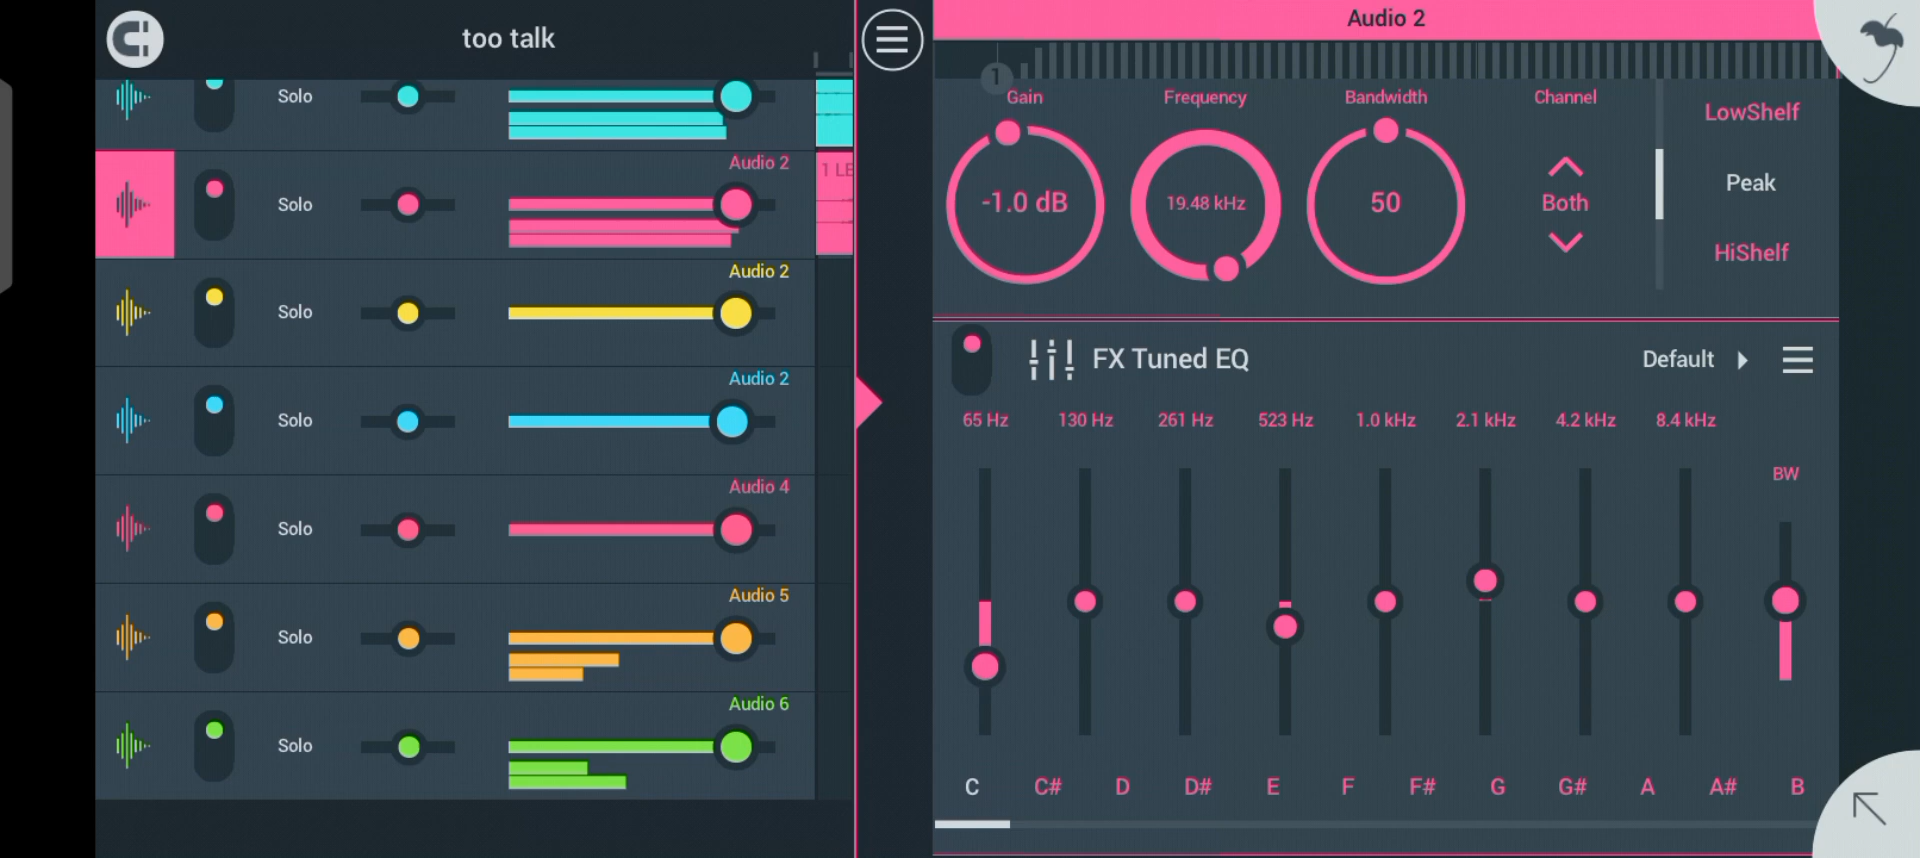 too talk
Solo
Audio 2
Solo
1 LE
Audio 2
Solo
Audio 2
Solo
Audio 4
Solo
Audio 5
Solo
Audio 6
Solo
Audio 2
1
Gain
Frequency
Bandwidth
Channel
LowShelf
-1.0 dB
19.48 kHz
50
Both
Peak
HiShelf
FX Tuned EQ
Default
65 Hz 130 Hz 261 Hz 523 Hz 1.0 kHz 2.1 kHz 4.2 kHz 8.4 kHz
BW
C C# D D# E F F# G G# A A# B